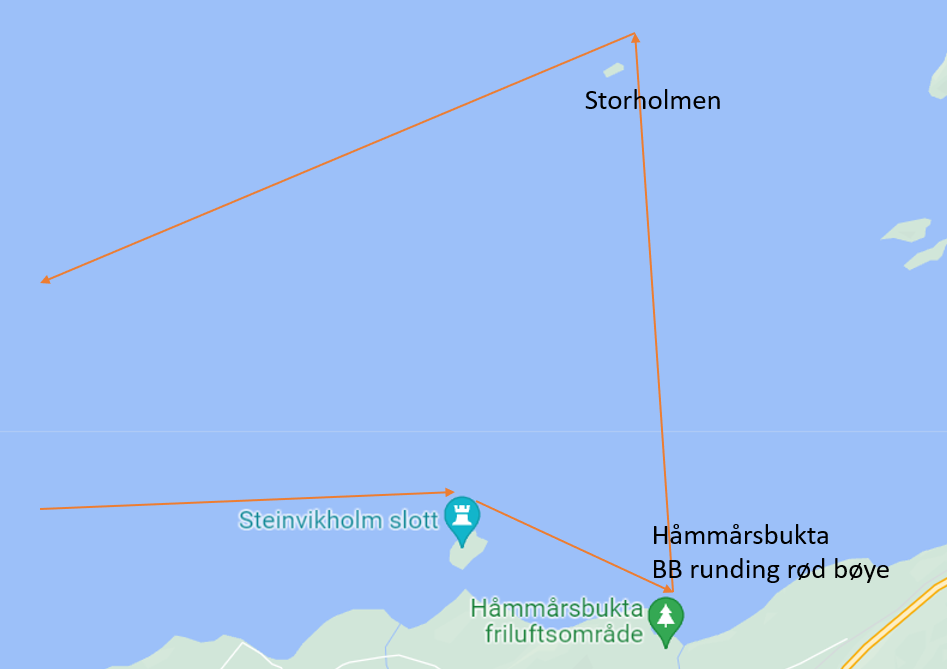 Storholmen
Steinvikholm slott
Håmmårsbukta
BB runding rød bøye
Håmmårsbukta
friluftsområde